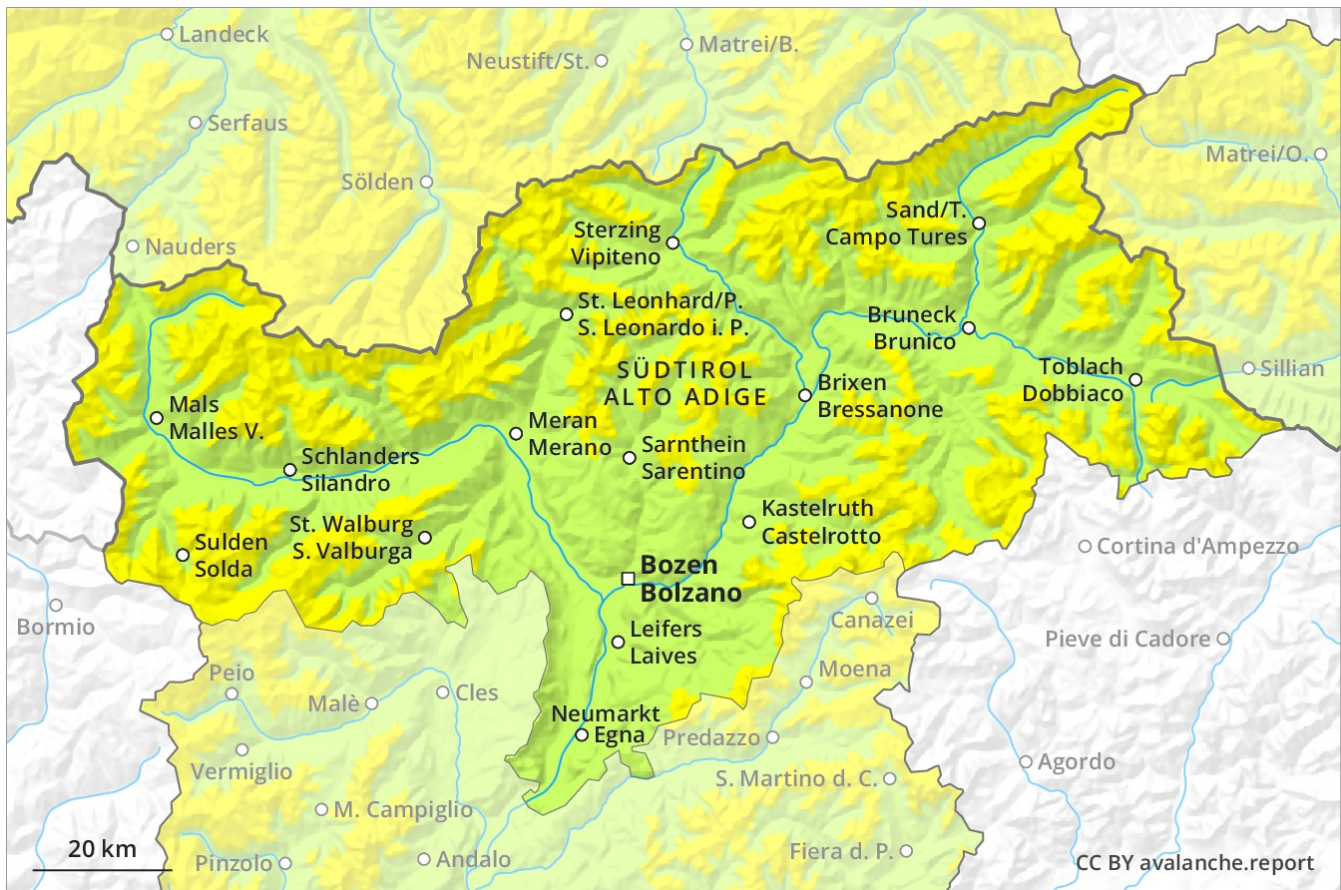 Landeck
Matrei/B.
Neustift/St.
Serfaus
Matrei/O.
Sölden
Nauders
Sand/T.
Campo Tures
Sterzing
Vipiteno
St. Leonhard/P.
S. Leonardo i. P.
Bruneck
Brunico
SÜDTIROL
ALTO ADIGE
Toblach
Dobbiaco
Sillian
Brixen
Bressanone
Mals
Malles V.
Meran
Merano
Sarnthein
Sarentino
Schlanders
Silandro
St. Walburg
S. Valburga
Kastelruth
Castelrotto
Sulden
Solda
Cortina d'Ampezzo
Bozen
Bolzano
Bormio
Canazei
Leifers
Laives
Pieve di Cadore
Peio
Moena
Malè
Cles
Neumarkt
Egna
Predazzo
Vermiglio
Agordo
S. Martino d. C.
M. Campiglio
20 km
Pinzolo
Andalo
Fiera d. P.
CC BY avalanche.report